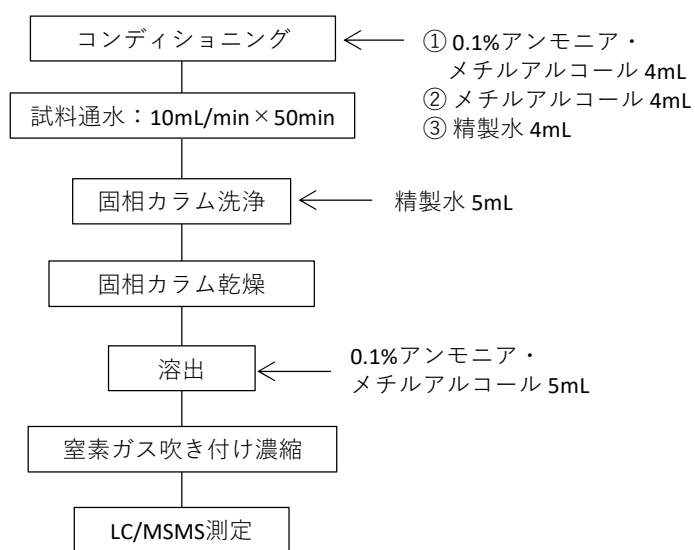 コンディショニング
① 0.1%アンモニア・
メチルアルコール 4mL
② メチルアルコール 4mL
③ 精製水 4mL
試料通水：10mL/min×50min
固相カラム洗浄
精製水 5mL
固相カラム乾燥
溶出
0.1%アンモニア・
メチルアルコール 5mL
窒素ガス吹き付け濃縮
LC/MSMS測定